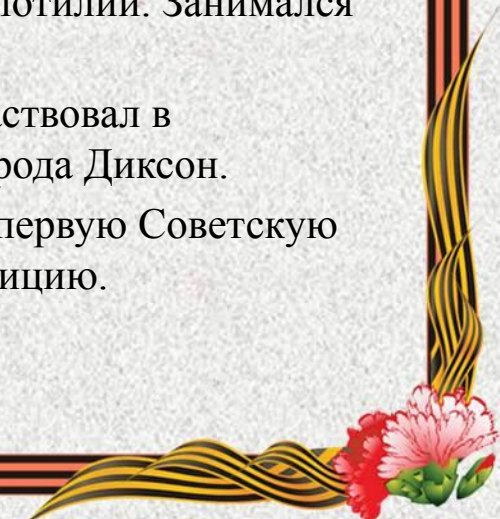 лотилии. Занимался
ствовал в
рода Диксон.
первую Советскую
ицию.